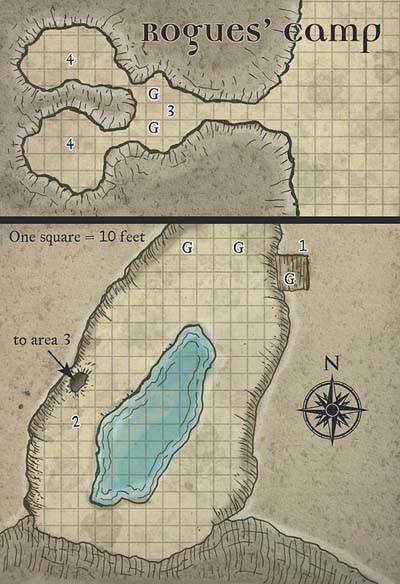 Rogues' Camp
4
G
3
G
4
One square = 10 feet
G G 1
G
to area 3
N
2